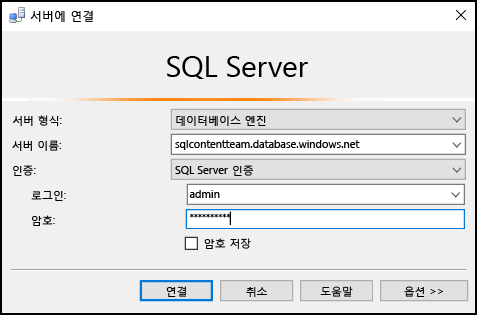 서버에 연결
SQL Server
서버 형식: 데이터베이스 엔진
서버 이름: sqlcontentteam.database.windows.net
인증: SQL Server 인증
로그인: admin
암호: **********
암호 저장
연결 취소 도움말 옵션 >>